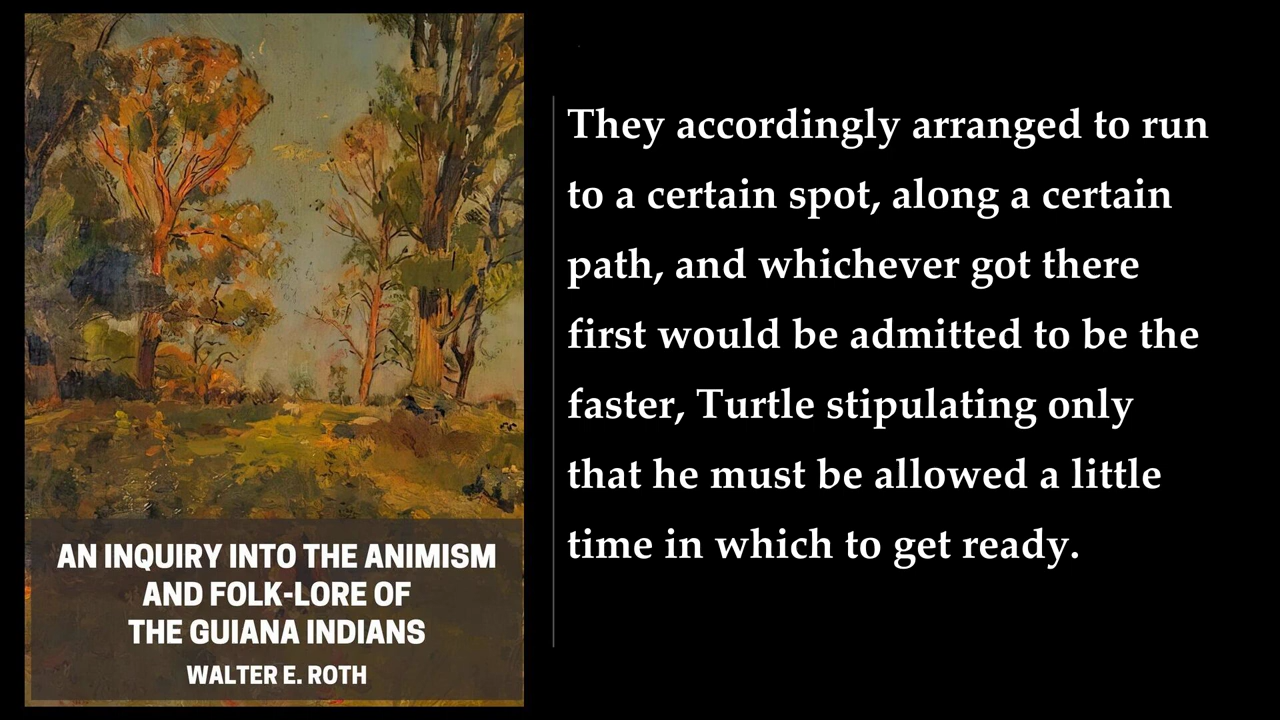 AN INQUIRY INTO THE ANIMISM
AND FOLK-LORE OF
THE GUIANA INDIANS
WALTER E. ROTH
They accordingly arranged to run
to a certain spot, along a certain
path, and whichever got there
first would be admitted to be the
faster, Turtle stipulating only
that he must be allowed a little
time in which to get ready.